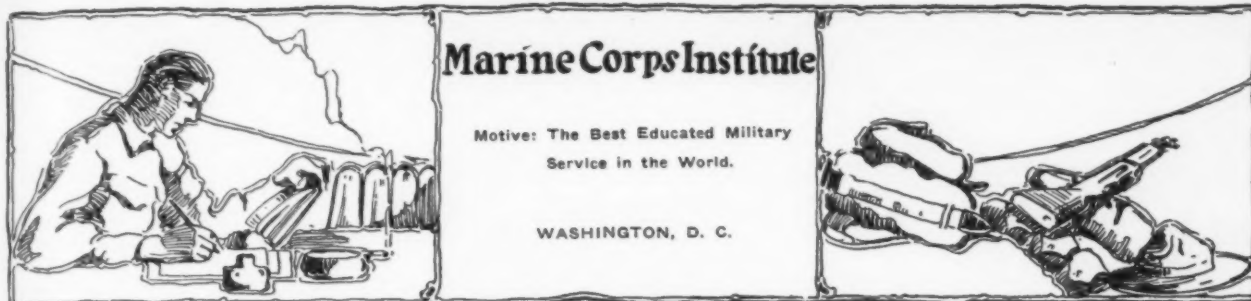 Marine Corps Institute
Motive: The Best Educated Military
Service in the World.
WASHINGTON, D. C.